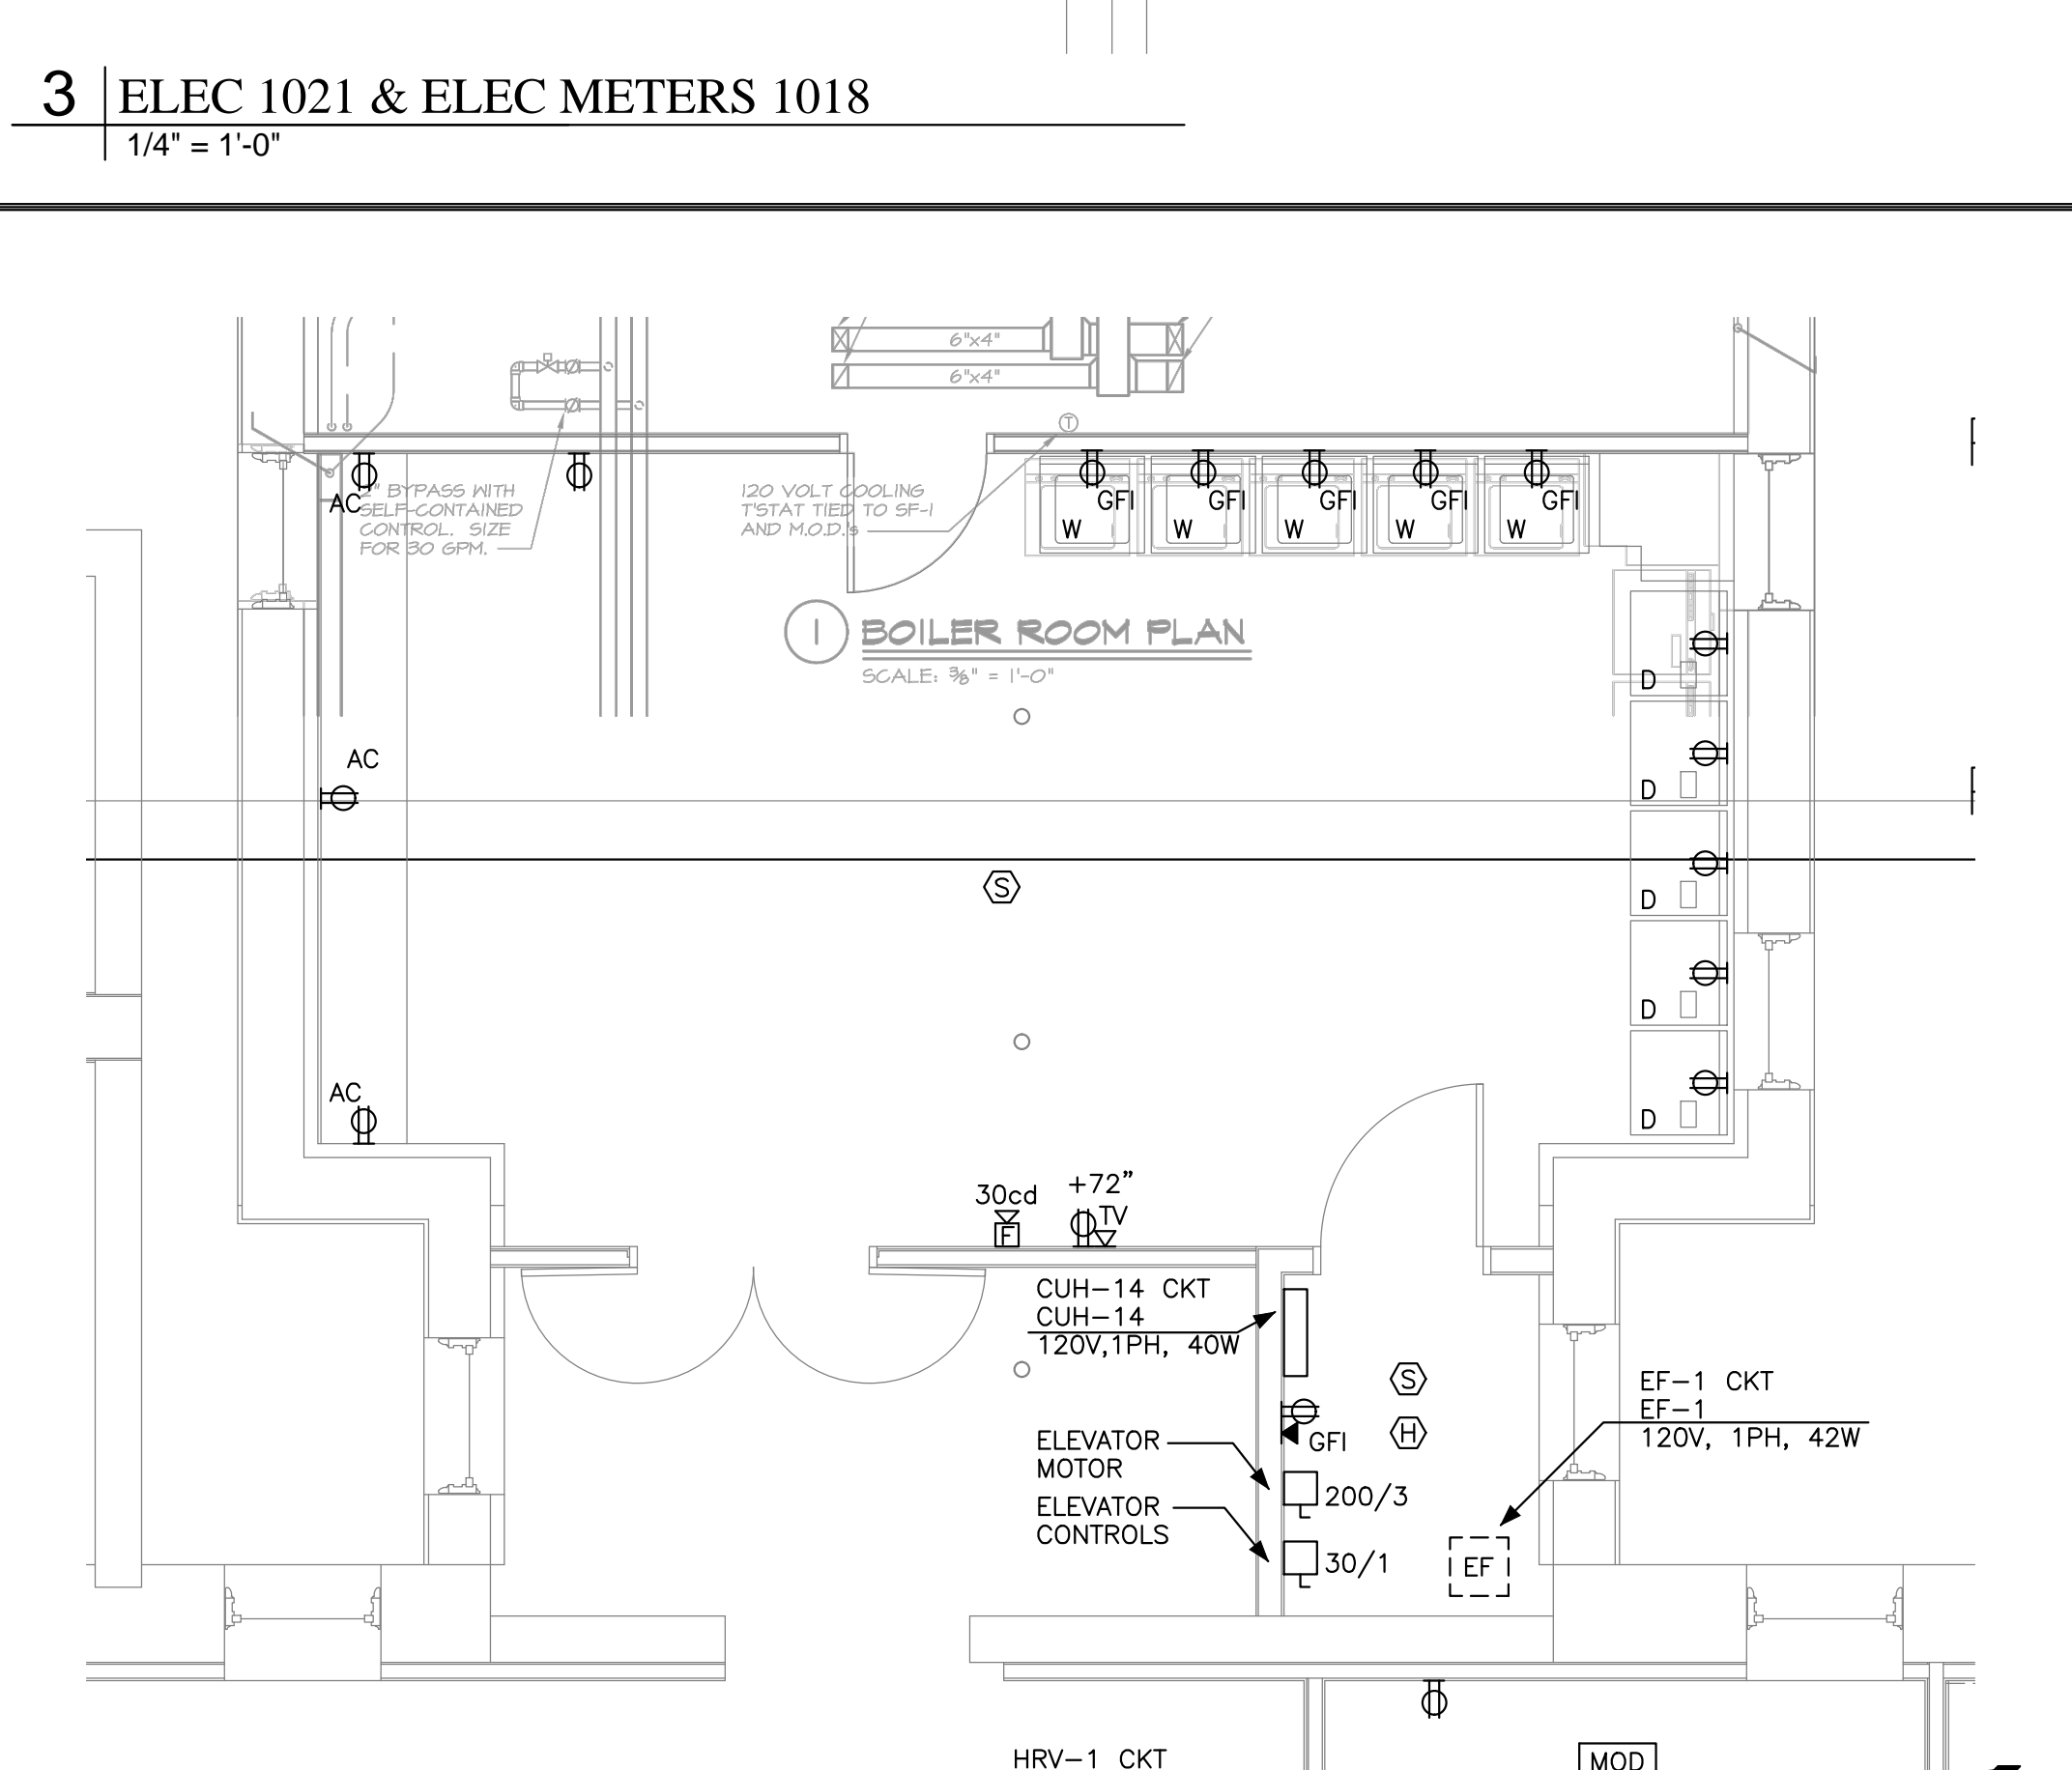 3 ELEC 1021 & ELEC METERS 1018
1/4" = 1'-0"
6"x4"
6"x4"
T
AC
2" BYPASS WITH
SELF-CONTAINED
CONTROL. SIZE
FOR 30 GPM.
120 VOLT COOLING
T'STAT TIED TO SF-1
AND M.O.D.'s
GFI
GFI
GFI
GFI
GFI
W
W
W
W
W
1 BOILER ROOM PLAN
SCALE: 3/8" = 1'-0"
D
AC
D
S
D
D
AC
D
30cd
+72"
F
TV
CUH-14 CKT
CUH-14
120V,1PH, 40W
S
EF-1 CKT
EF-1
120V, 1PH, 42W
H
GFI
ELEVATOR
MOTOR
200/3
ELEVATOR
CONTROLS
30/1
EF
HRV-1 CKT
MOD